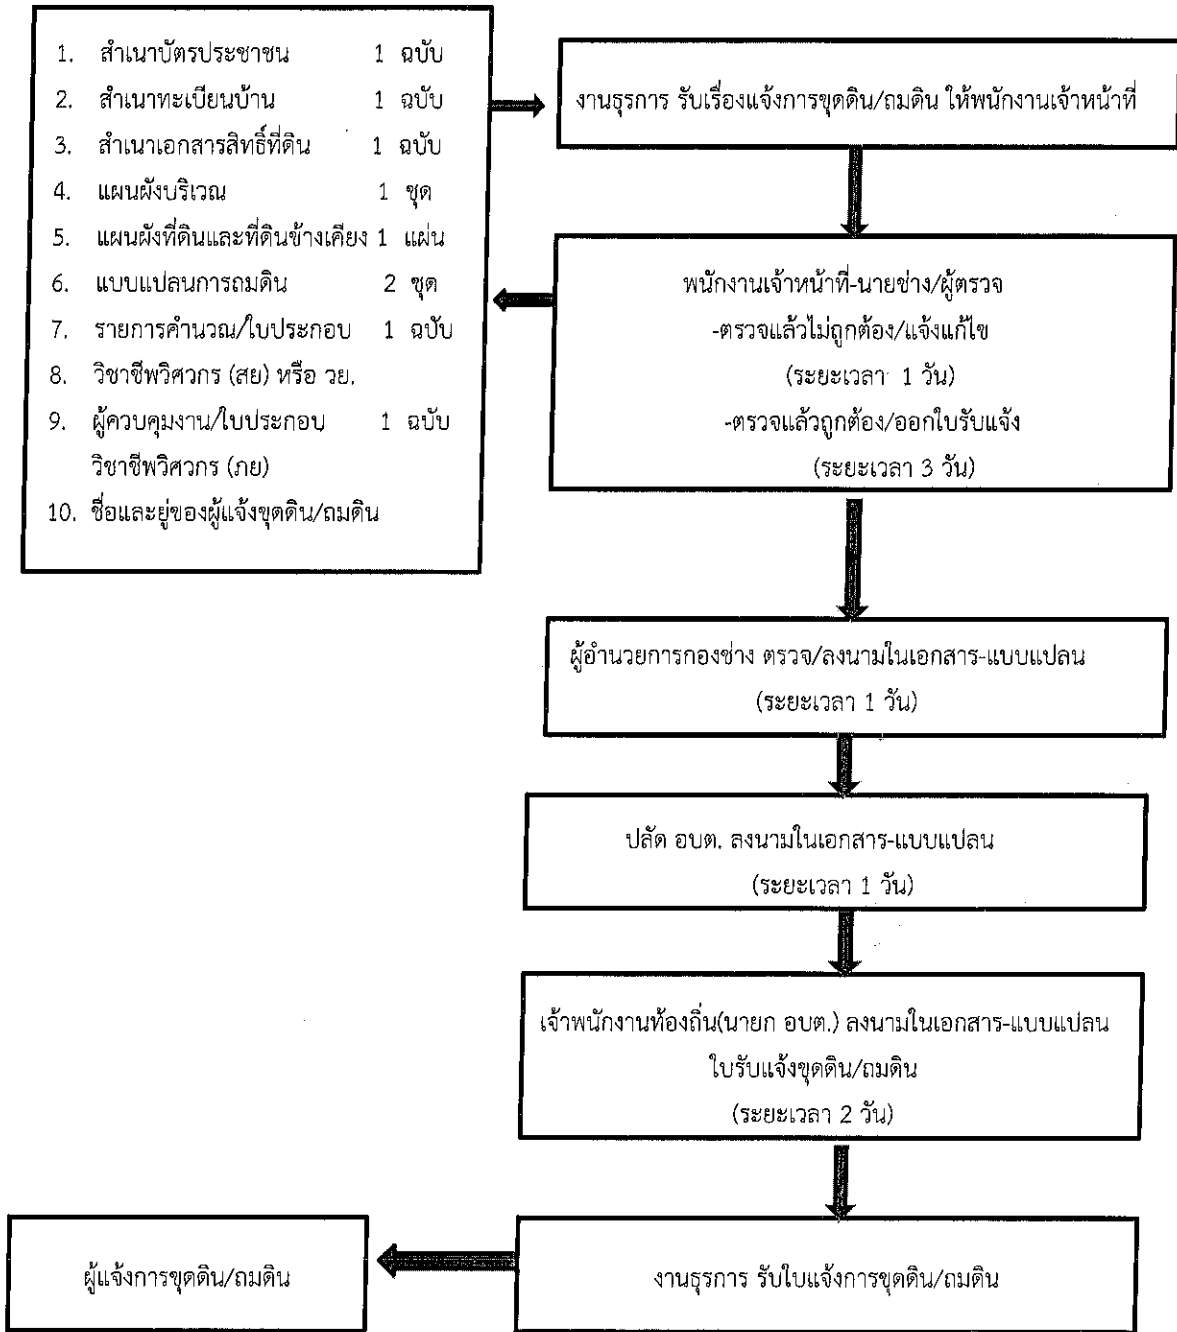 1. สำเนาบัตรประชาชน 1 ฉบับ
2. สำเนาทะเบียนบ้าน 1 ฉบับ
3. สำเนาเอกสารสิทธิ์ที่ดิน 1 ฉบับ
4. แผนผังบริเวณ 1 ชุด
5. แผนผังที่ดินและที่ดินข้างเคียง 1 แผ่น
6. แบบแปลนการถมดิน 2 ชุด
7. รายการคำนวณ/ใบประกอบ 1 ฉบับ
8. วิชาชีพวิศวกร (สย) หรือ วย.
9. ผู้ควบคุมงาน/ใบประกอบ 1 ฉบับ
วิชาชีพวิศวกร (ภย)
10. ชื่อและยู่ของผู้แจ้งขุดดิน/ถมดิน
งานธุรการ รับเรื่องแจ้งการขุดดิน/ถมดิน ให้พนักงานเจ้าหน้าที่
พนักงานเจ้าหน้าที่-นายช่าง/ผู้ตรวจ
-ตรวจแล้วไม่ถูกต้อง/แจ้งแก้ไข
(ระยะเวลา 1 วัน)
-ตรวจแล้วถูกต้อง/ออกใบรับแจ้ง
(ระยะเวลา 3 วัน)
ผู้อำนวยการกองช่าง ตรวจ/ลงนามในเอกสาร-แบบแปลน
(ระยะเวลา 1 วัน)
ปลัด อบต. ลงนามในเอกสาร-แบบแปลน
(ระยะเวลา 1 วัน)
เจ้าพนักงานท้องถิ่น(นายก อบต.) ลงนามในเอกสาร-แบบแปลน
ใบรับแจ้งขุดดิน/ถมดิน
(ระยะเวลา 2 วัน)
งานธุรการ รับใบแจ้งการขุดดิน/ถมดิน
ผู้แจ้งการขุดดิน/ถมดิน